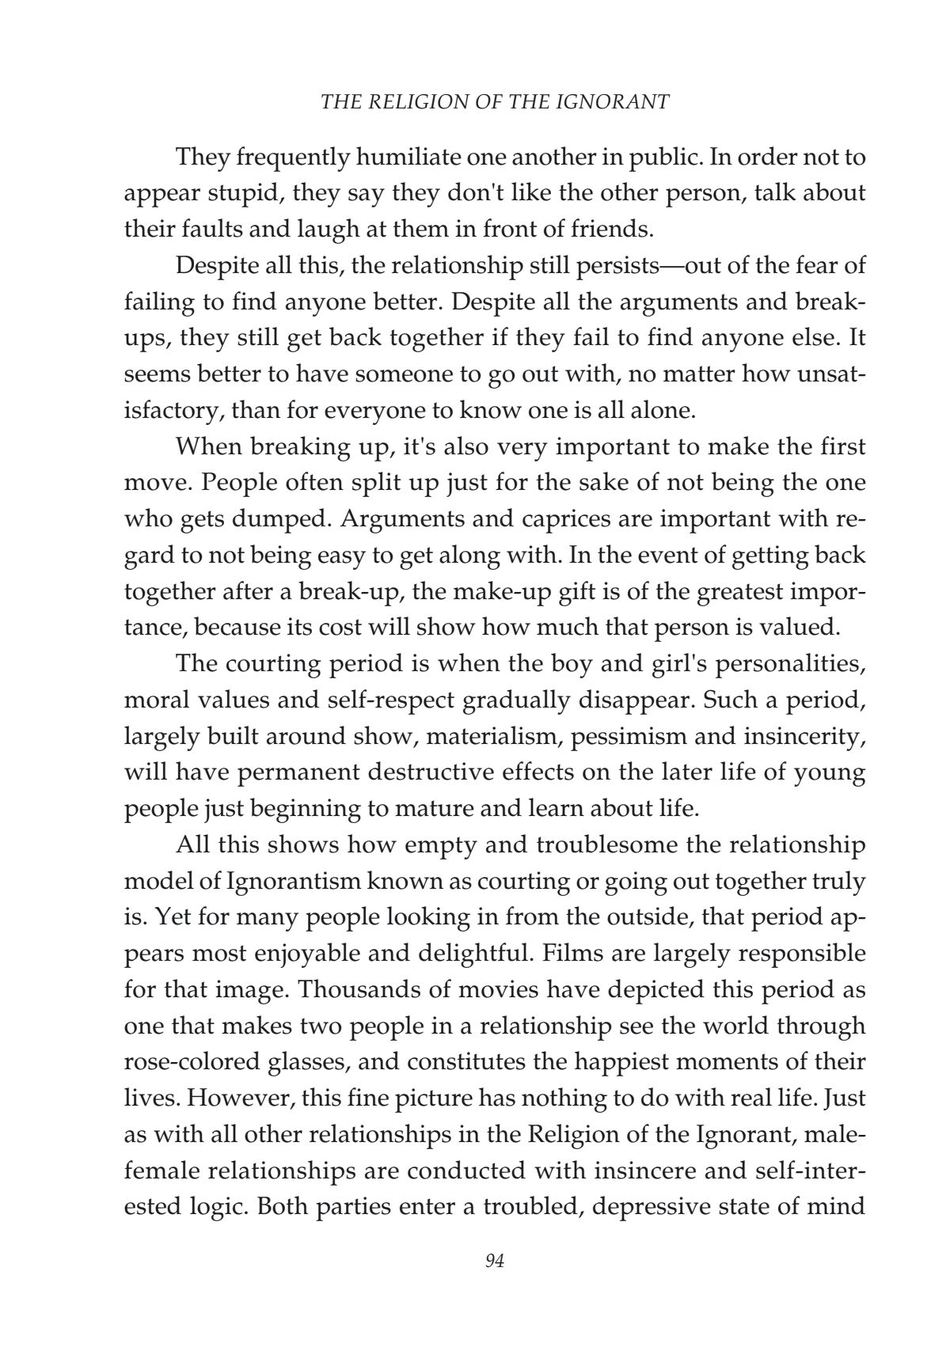 THE RELIGION OF THE IGNORANT
They frequently humiliate one another in public. In order not to
appear stupid, they say they don't like the other person, talk about
their faults and laugh at them in front of friends.
Despite all this, the relationship still persists—out of the fear of
failing to find anyone better. Despite all the arguments and break-
ups, they still get back together if they fail to find anyone else. It
seems better to have someone to go out with, no matter how unsat-
isfactory, than for everyone to know one is all alone.
When breaking up, it's also very important to make the first
move. People often split up just for the sake of not being the one
who gets dumped. Arguments and caprices are important with re-
gard to not being easy to get along with. In the event of getting back
together after a break-up, the make-up gift is of the greatest impor-
tance, because its cost will show how much that person is valued.
The courting period is when the boy and girl's personalities,
moral values and self-respect gradually disappear. Such a period,
largely built around show, materialism, pessimism and insincerity,
will have permanent destructive effects on the later life of young
people just beginning to mature and learn about life.
All this shows how empty and troublesome the relationship
model of Ignorantism known as courting or going out together truly
is. Yet for many people looking in from the outside, that period ap-
pears most enjoyable and delightful. Films are largely responsible
for that image. Thousands of movies have depicted this period as
one that makes two people in a relationship see the world through
rose-colored glasses, and constitutes the happiest moments of their
lives. However, this fine picture has nothing to do with real life. Just
as with all other relationships in the Religion of the Ignorant, male-
female relationships are conducted with insincere and self-inter-
ested logic. Both parties enter a troubled, depressive state of mind
94